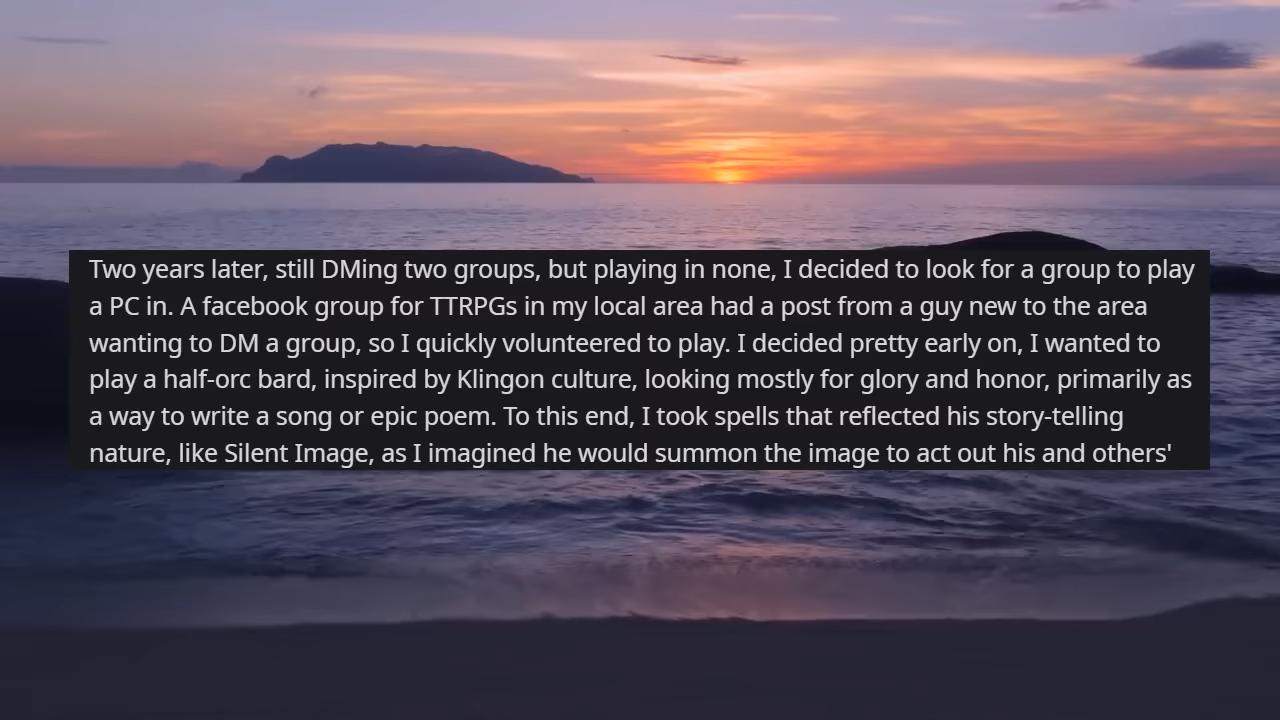 Two years later, still DMing two groups, but playing in none, I decided to look for a group to play
a PC in. A facebook group for TTRPGs in my local area had a post from a guy new to the area
wanting to DM a group, so I quickly volunteered to play. I decided pretty early on, I wanted to
play a half-orc bard, inspired by Klingon culture, looking mostly for glory and honor, primarily as
a way to write a song or epic poem. To this end, I took spells that reflected his story-telling
nature, like Silent Image, as I imagined he would summon the image to act out his and others'